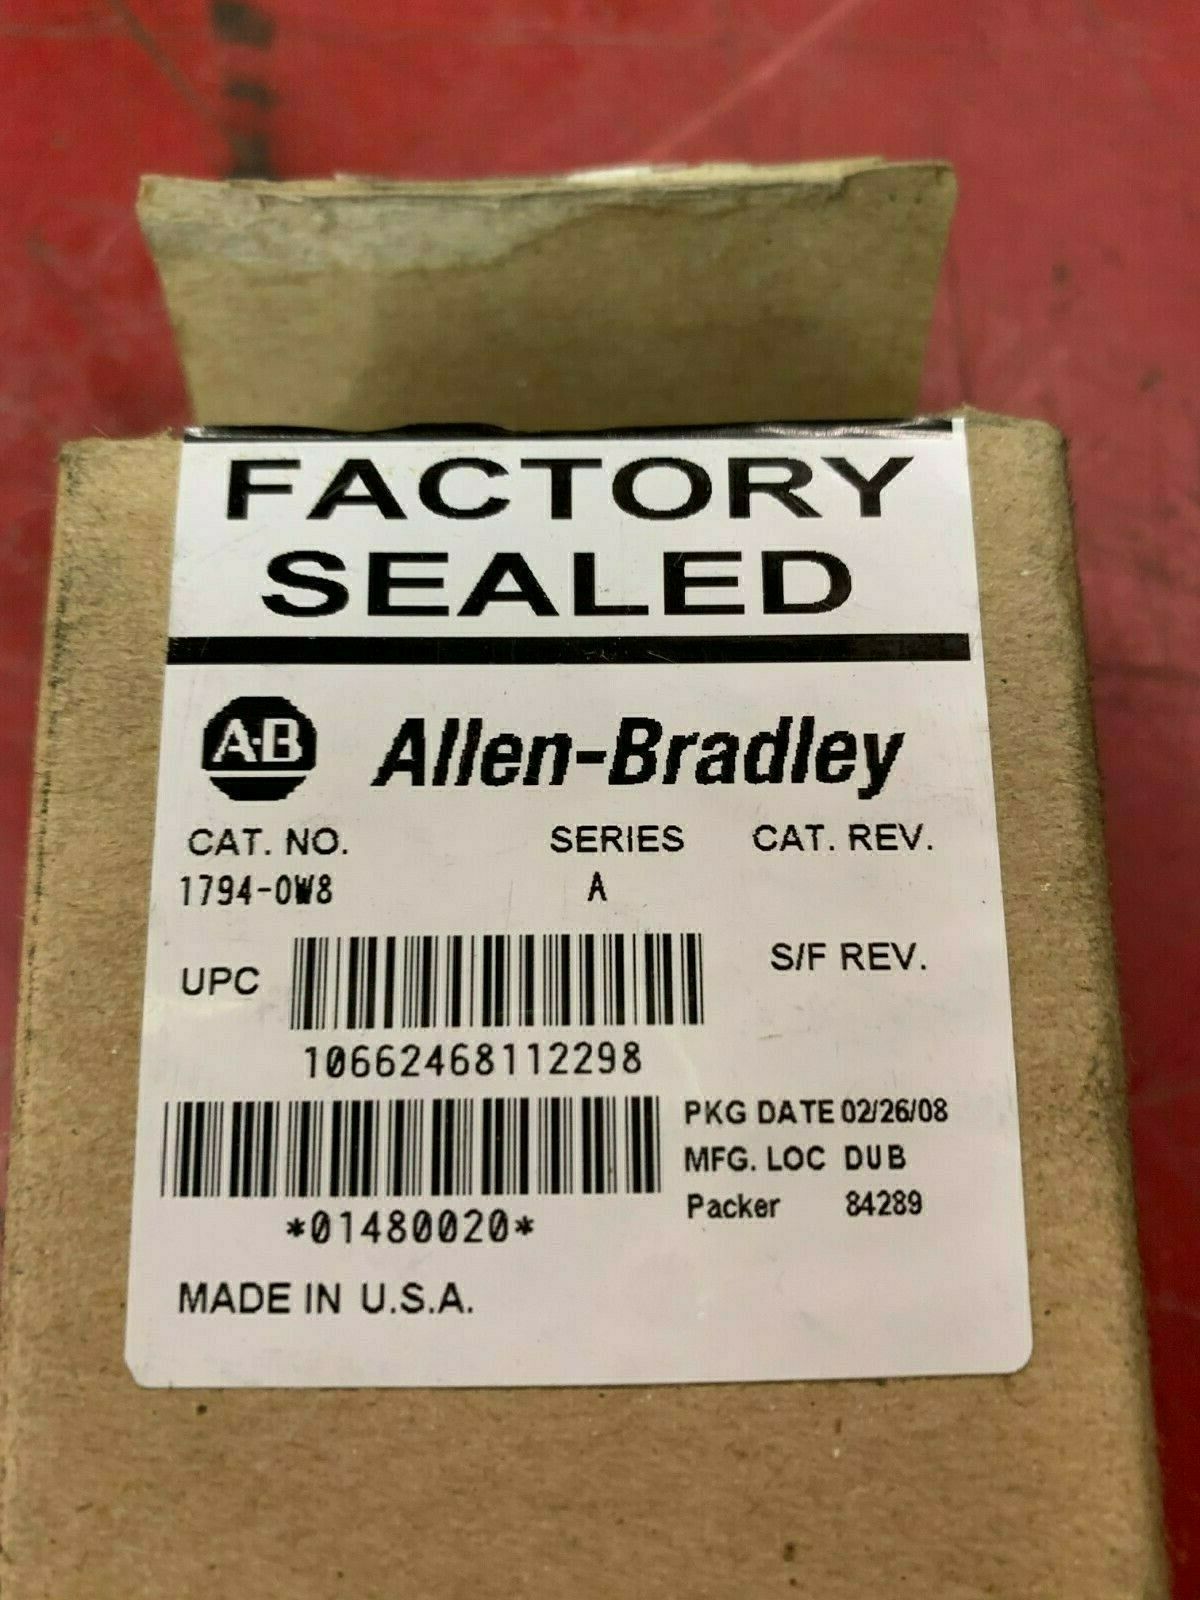 FACTORY
SEALED
A-B Allen-Bradley
CAT. NO. SERIES CAT. REV.
1794-OW8 A
UPC S/F REV.
10662468112298
PKG DATE 02/26/08
MFG. LOC DUB
Packer 84289
*01480020*
MADE IN U.S.A.